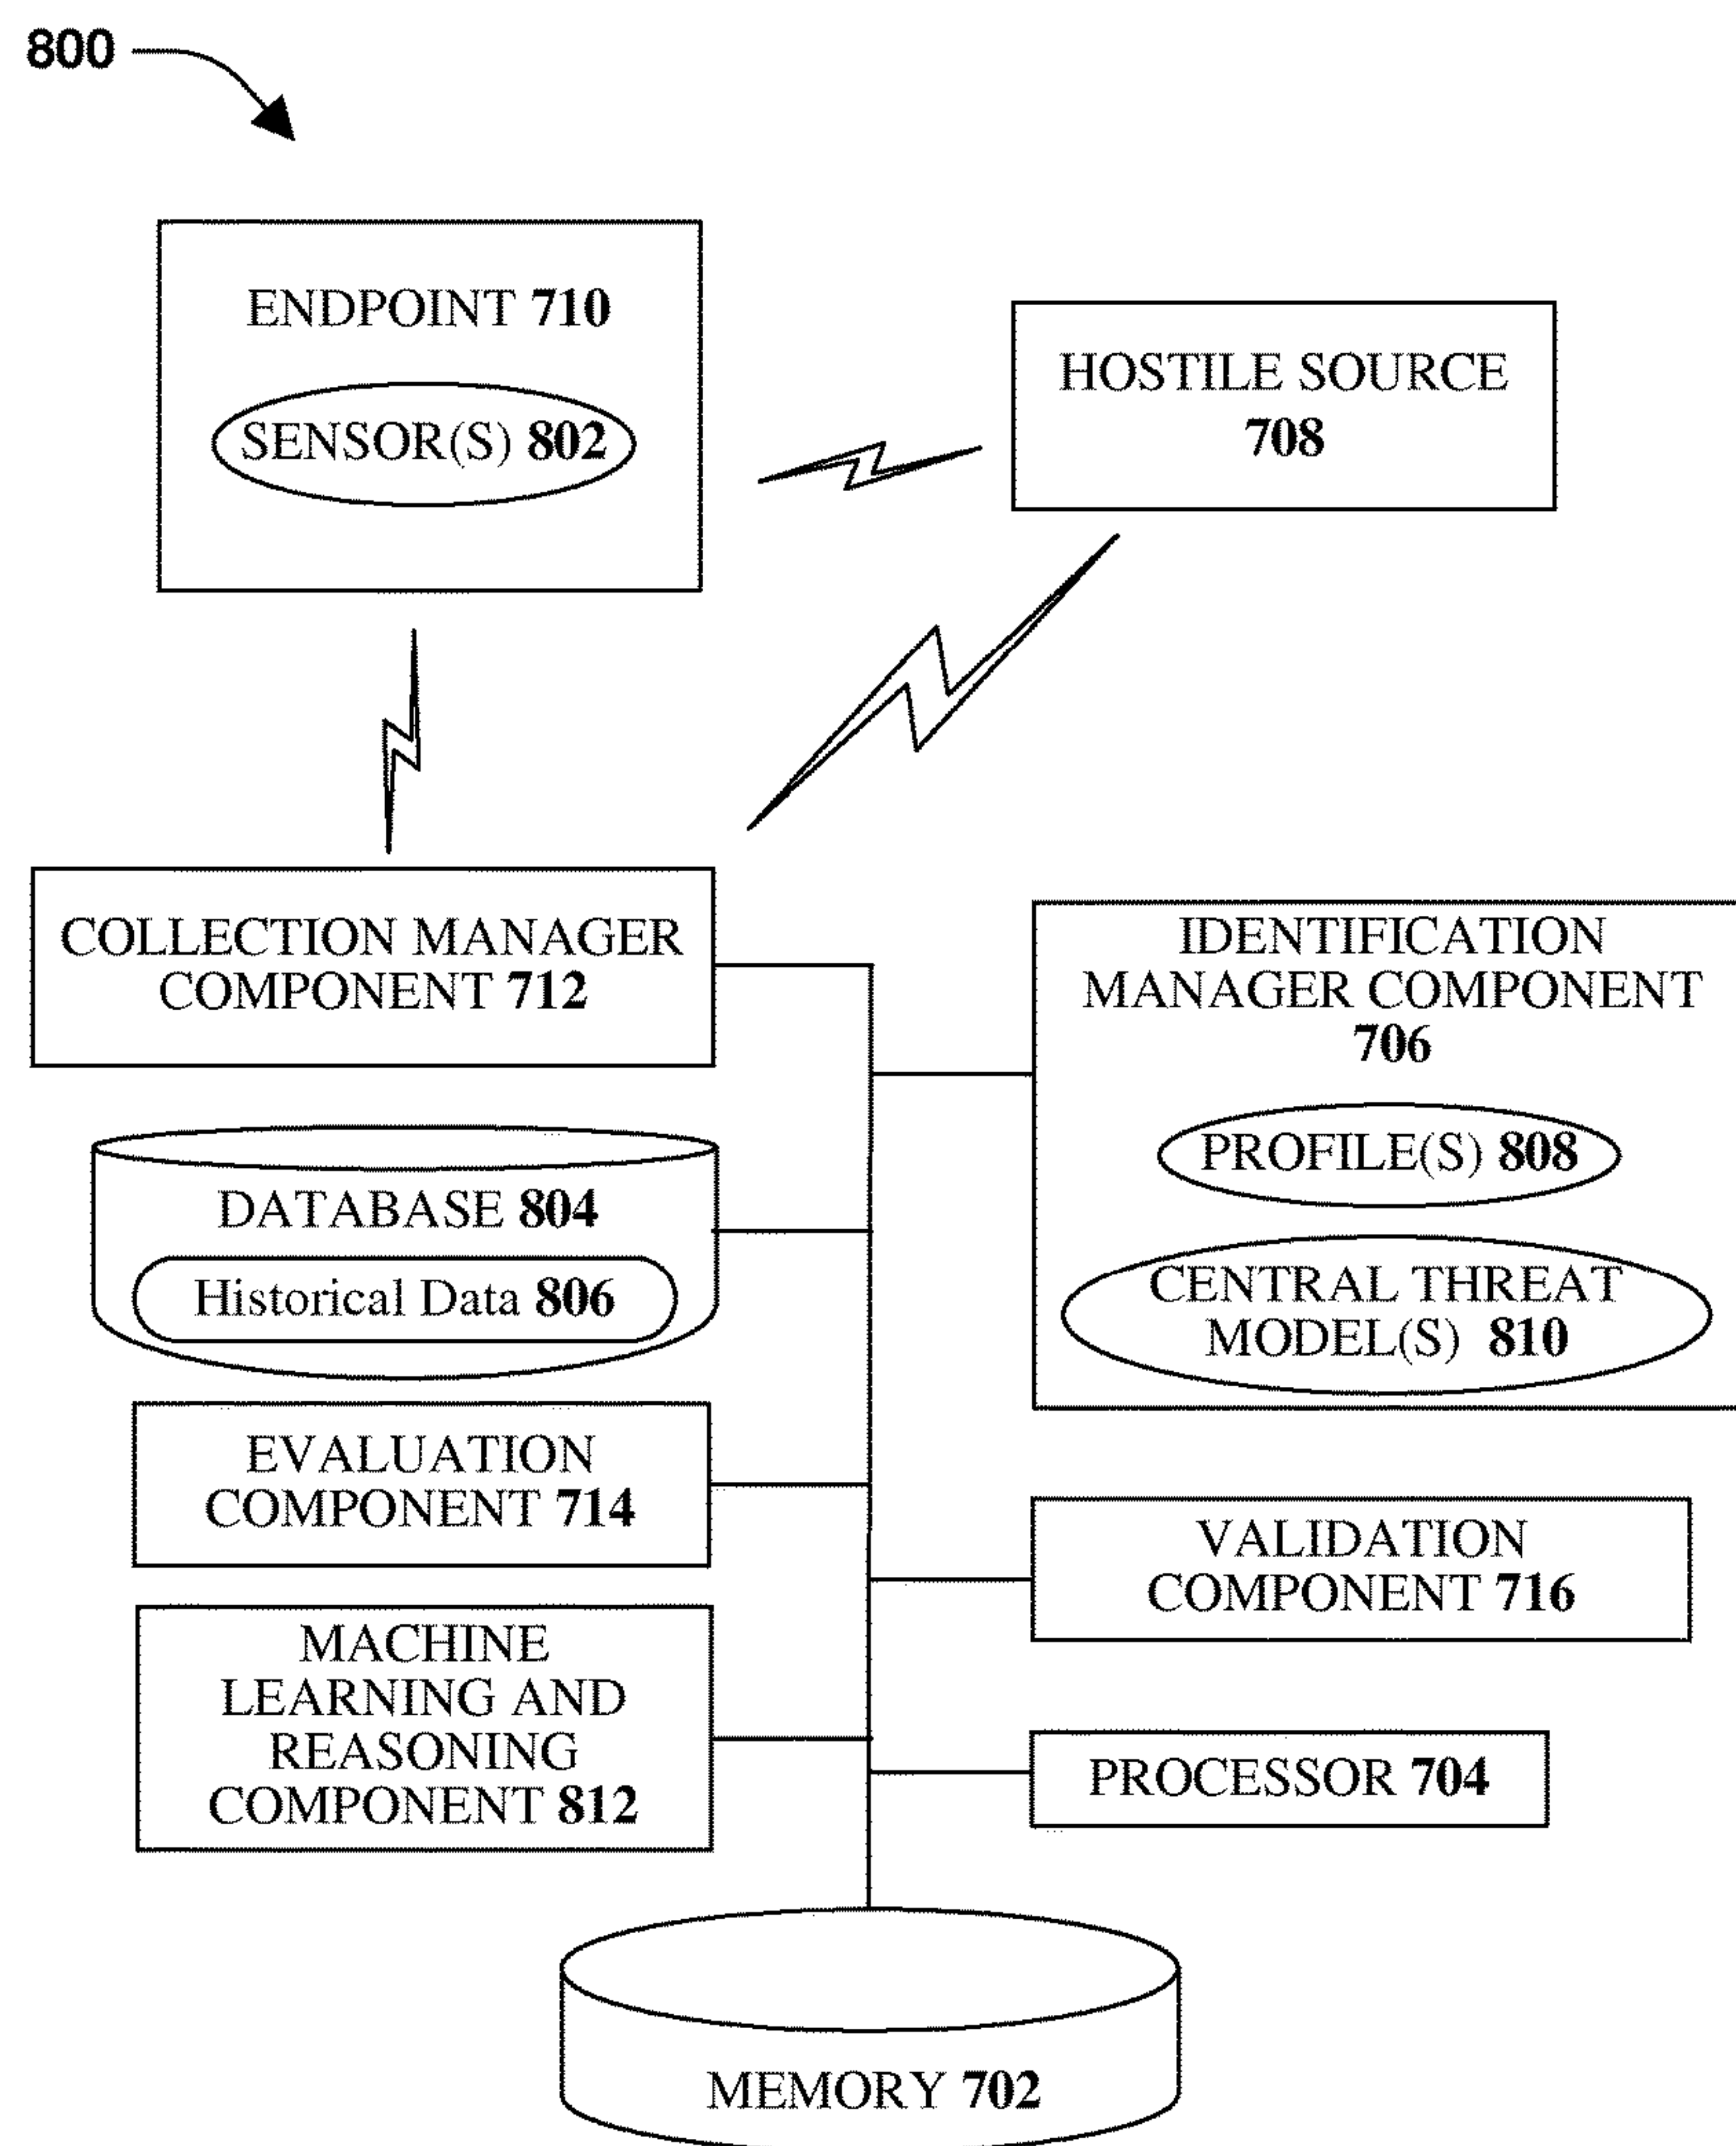 800
ENDPOINT 710
SENSOR(S) 802
HOSTILE SOURCE
708
COLLECTION MANAGER
COMPONENT 712
IDENTIFICATION
MANAGER COMPONENT
706
PROFILE(S) 808
CENTRAL THREAT
MODEL(S) 810
DATABASE 804
Historical Data 806
EVALUATION
COMPONENT 714
VALIDATION
COMPONENT 716
MACHINE
LEARNING AND
REASONING
COMPONENT 812
PROCESSOR 704
MEMORY 702